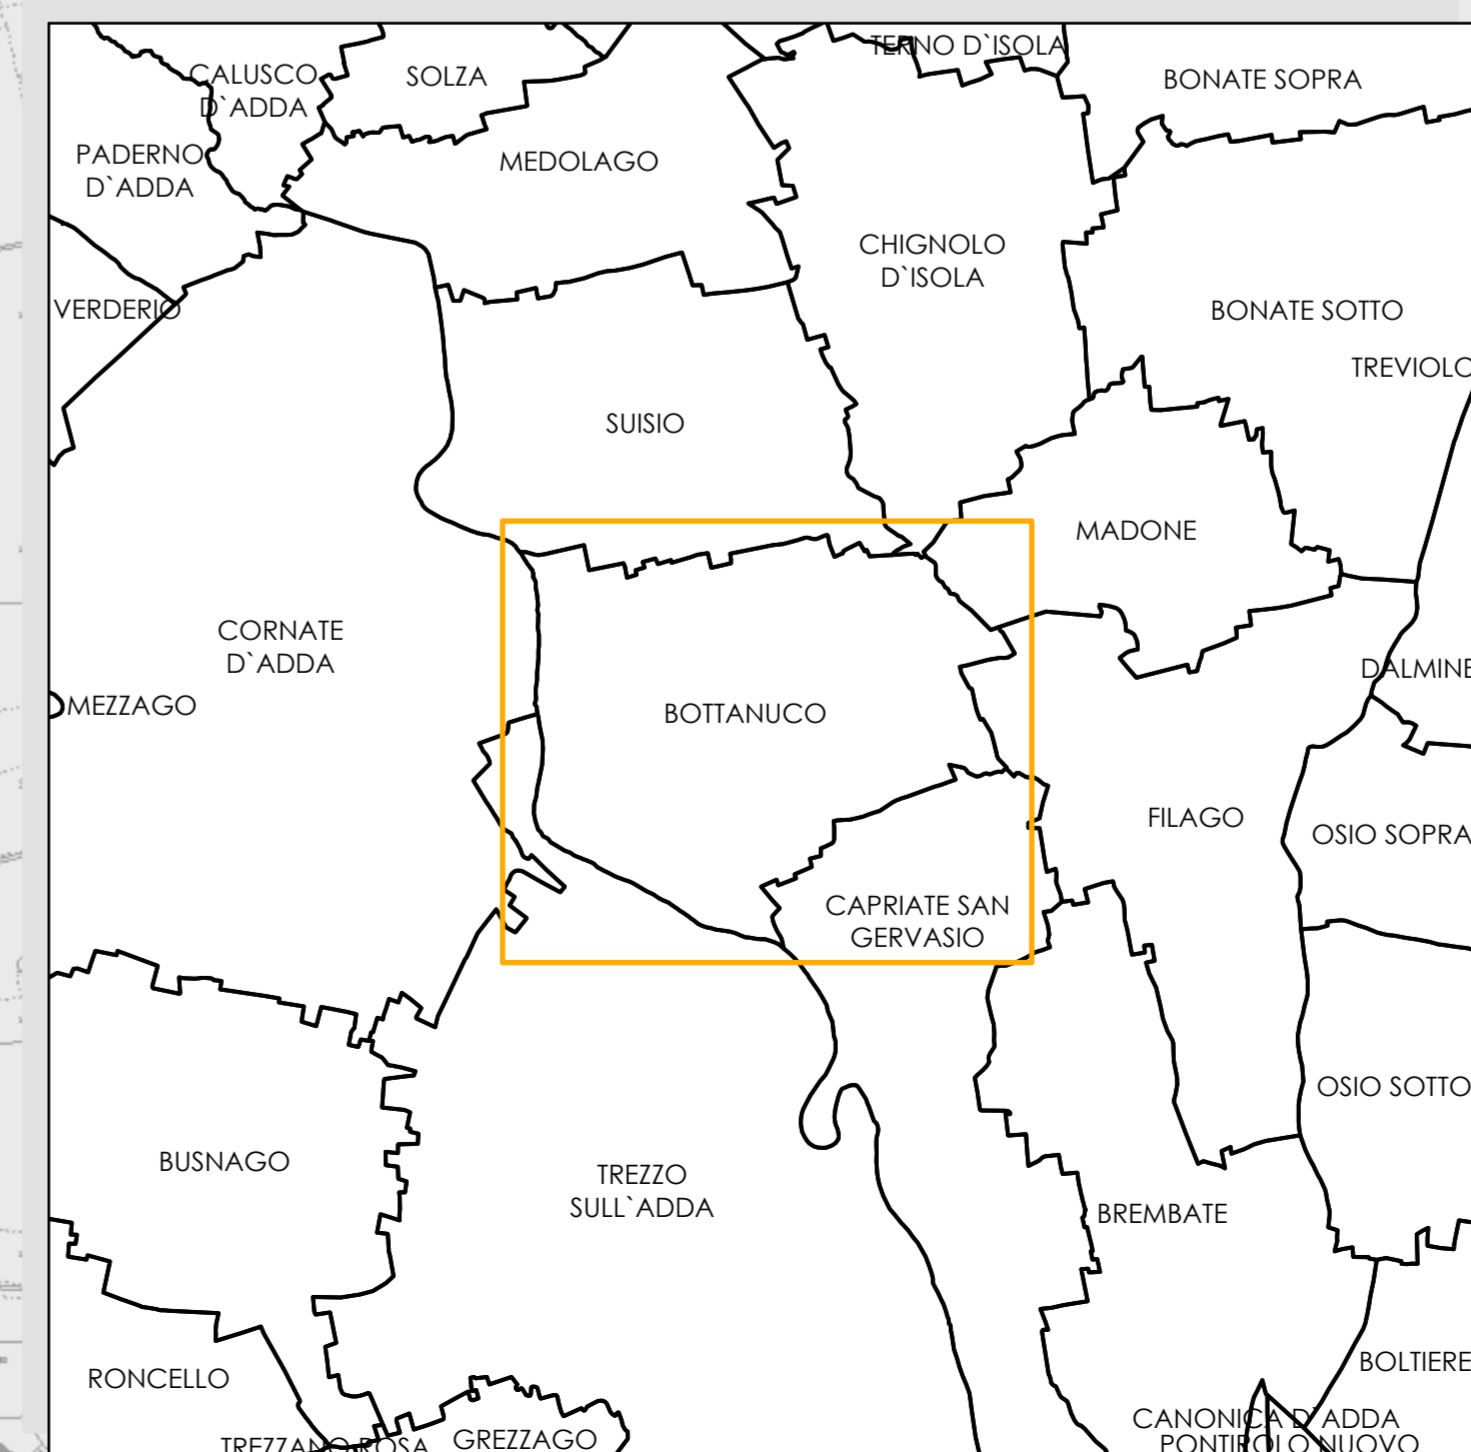 TERNO D`ISOLA
CALUSCO
D`ADDA
SOLZA
BONATE SOPRA
PADERNO
D`ADDA
MEDOLAGO
CHIGNOLO
D`ISOLA
VERDERIO
BONATE SOTTO
TREVIOLO
SUISIO
MADONE
CORNATE
D`ADDA
DALMINE
MEZZAGO
BOTTANUCO
FILAGO
OSIO SOPRA
CAPRIATE SAN
GERVASIO
OSIO SOTTO
BUSNAGO
TREZZO
SULL`ADDA
BREMBATE
BOLTIERE
RONCELLO
CANONICA D`ADDA
PONTIROLO NUOVO
TREZZANO ROSA
GREZZAGO